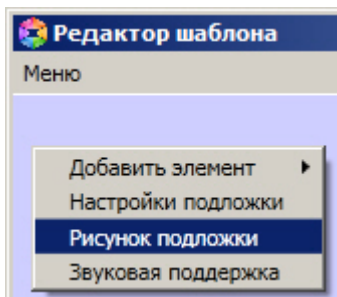 Редактор шаблона
Меню
Добавить элемент
Настройки подложки
Рисунок подложки
Звуковая поддержка